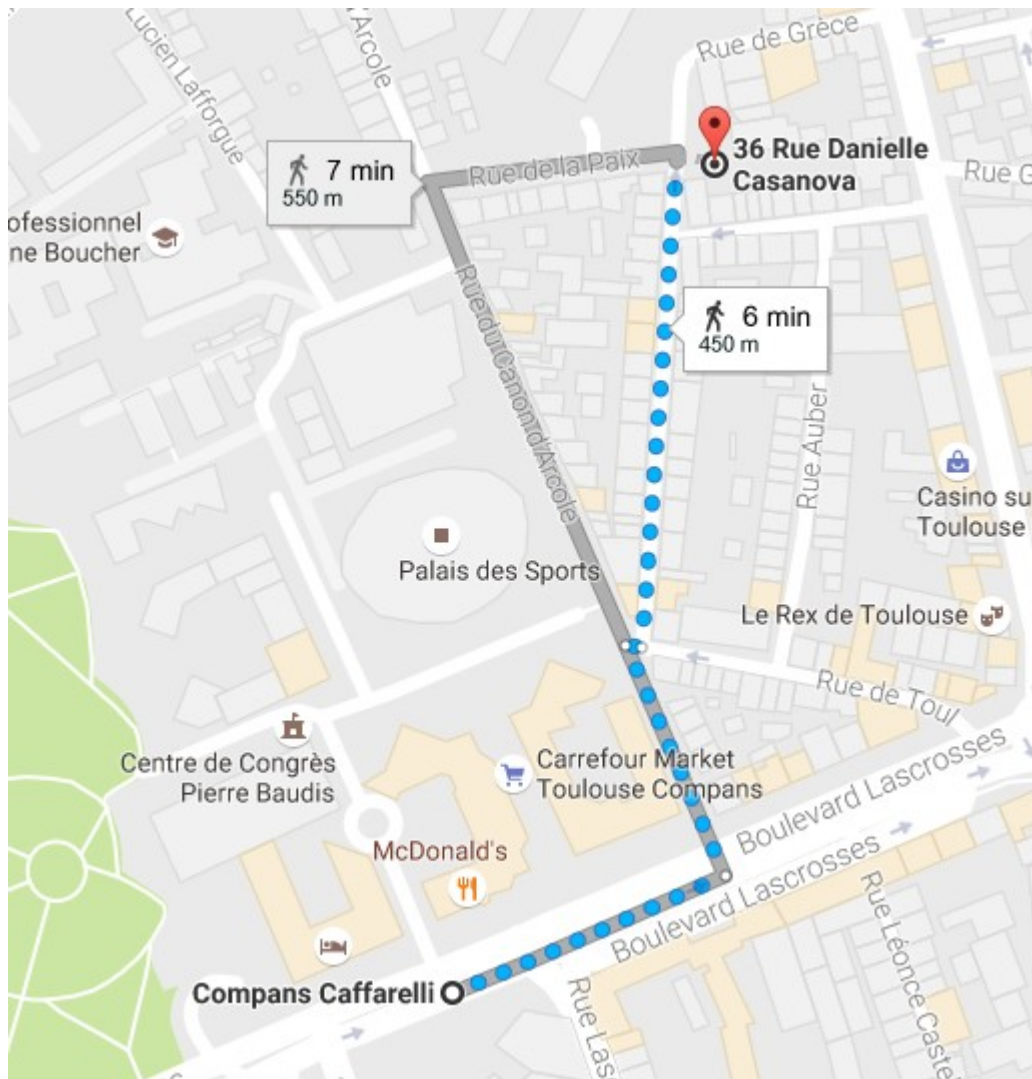 Rue de Grèce
Lucien Lafforgue
Arcole
7 min
550 m
Rue de la Paix
36 Rue Danielle
Casanova
Rue G
ofessionnel
ne Boucher
Rue du Canon d'Arcole
6 min
450 m
Rue Auber
Casino su
Toulouse
Palais des Sports
Le Rex de Toulouse
Rue de Toul
Centre de Congrès
Pierre Baudis
Carrefour Market
Toulouse Compans
Boulevard Lascrosses
McDonald's
Boulevard Lascrosses
Rue Léonce Castel
Compans Caffarelli
Rue Las